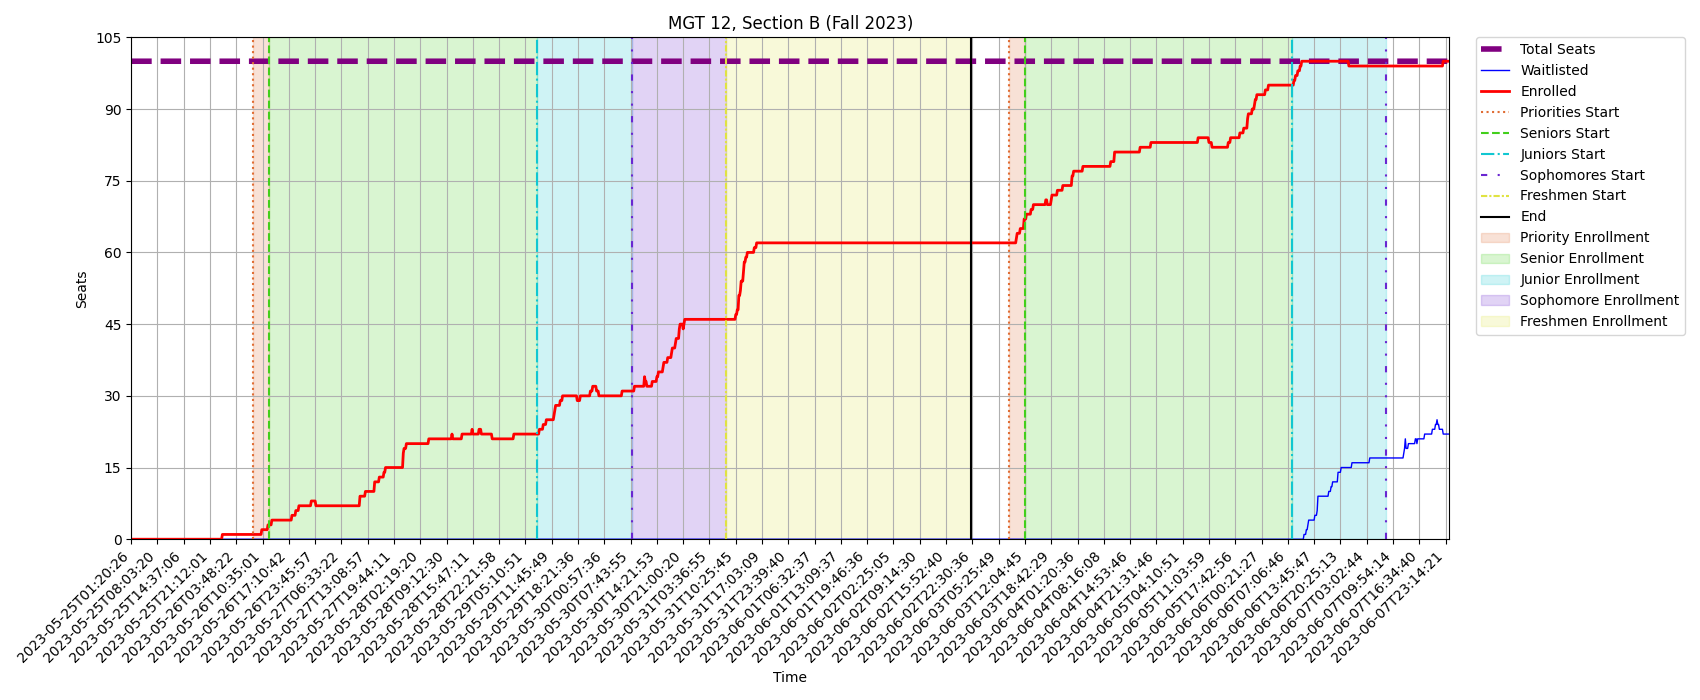 MGT 12, Section B (Fall 2023)
105
90
75
60
45
30
15
0
Seats
2023-05-25T01:20:26
2023-05-25T08:03:20
2023-05-25T14:37:06
2023-05-25T21:12:01
2023-05-26T03:48:22
2023-05-26T10:35:01
2023-05-26T17:10:42
2023-05-26T23:45:57
2023-05-27T06:33:22
2023-05-27T13:08:57
2023-05-27T19:44:11
2023-05-28T02:19:20
2023-05-28T09:12:30
2023-05-28T15:47:11
2023-05-28T22:21:58
2023-05-29T05:10:51
2023-05-29T11:45:49
2023-05-29T18:21:36
2023-05-30T00:57:36
2023-05-30T07:43:55
2023-05-30T14:21:53
2023-05-30T21:00:26
2023-05-31T03:36:55
2023-05-31T10:25:45
2023-05-31T17:03:09
2023-05-31T23:39:40
2023-06-01T06:32:37
2023-06-01T13:09:37
2023-06-01T19:46:36
2023-06-02T02:25:05
2023-06-02T09:14:30
2023-06-02T15:52:40
2023-06-02T22:30:36
2023-06-03T05:25:49
2023-06-03T12:04:45
2023-06-03T18:42:29
2023-06-04T01:20:36
2023-06-04T08:16:08
2023-06-04T14:53:46
2023-06-04T21:31:46
2023-06-05T04:10:51
2023-06-05T11:03:59
2023-06-05T17:42:56
2023-06-06T00:21:27
2023-06-06T07:06:46
2023-06-06T13:45:47
2023-06-06T20:25:13
2023-06-07T03:02:44
2023-06-07T09:54:14
2023-06-07T16:34:40
2023-06-07T23:14:21
Time
Total Seats
Waitlisted
Enrolled
Priorities Start
Seniors Start
Juniors Start
Sophomores Start
Freshmen Start
End
Priority Enrollment
Senior Enrollment
Junior Enrollment
Sophomore Enrollment
Freshmen Enrollment